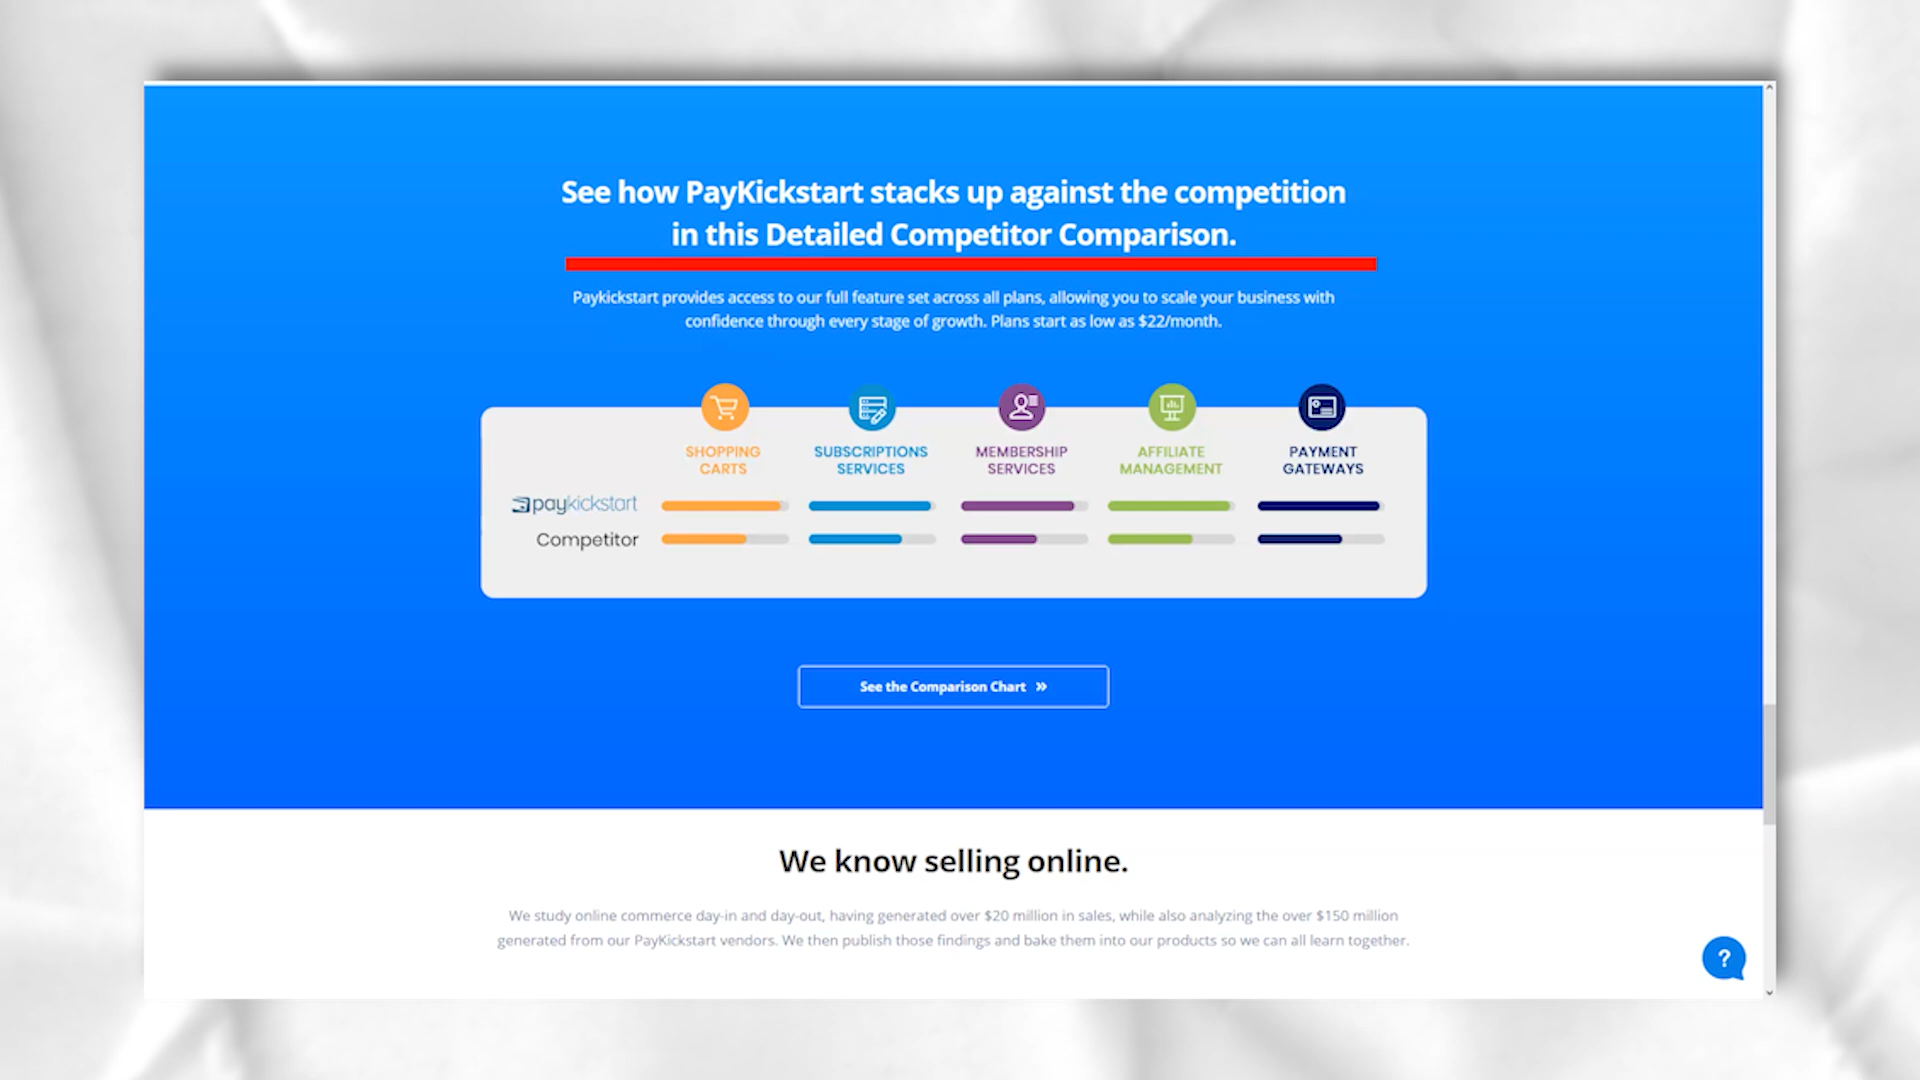 See how PayKickstart stacks up against the competition
in this Detailed Competitor Comparison.
Paykickstart provides access to our full feature set across all plans, allowing you to scale your business with
confidence through every stage of growth. Plans start as low as $22/month.
SHOPPING CARTS
SUBSCRIPTIONS SERVICES
MEMBERSHIP SERVICES
AFFILIATE MANAGEMENT
PAYMENT GATEWAYS
paykickstart
Competitor
See the Comparison Chart »
We know selling online.
We study online commerce day-in and day-out, having generated over $20 million in sales, while also analyzing the over $150 million
generated from our PayKickstart vendors. We then publish those findings and bake them into our products so we can all learn together.
?